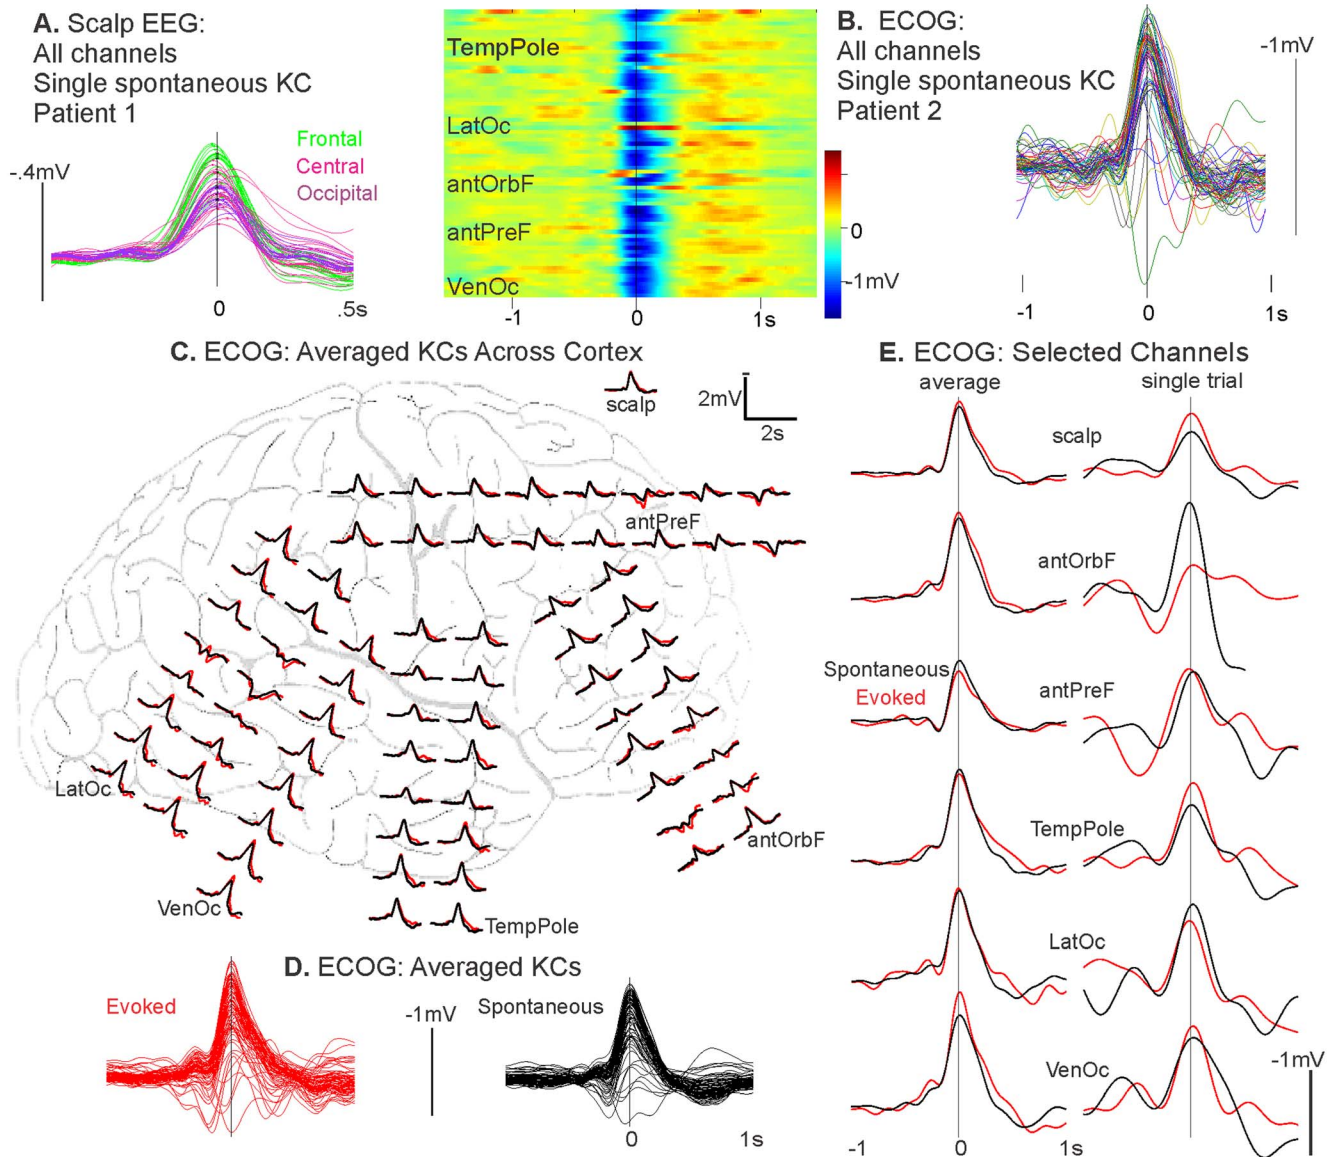 A. Scalp EEG:
All channels
Single spontaneous KC
Patient 1
Frontal
Central
Occipital
-.4mV
0
.5s
TempPole
LatOc
antOrbF
antPreF
VenOc
-1
0
1s
0
-1mV
B. ECOG:
All channels
Single spontaneous KC
Patient 2
-1mV
-1
0
1s
C. ECOG: Averaged KCs Across Cortex
scalp
2mV
2s
antPreF
LatOc
antOrbF
VenOc
TempPole
D. ECOG: Averaged KCs
Evoked
-1mV
Spontaneous
0
1s
E. ECOG: Selected Channels
average
single trial
scalp
antOrbF
Spontaneous
Evoked
antPreF
TempPole
LatOc
VenOc
-1mV
-1
0
1s